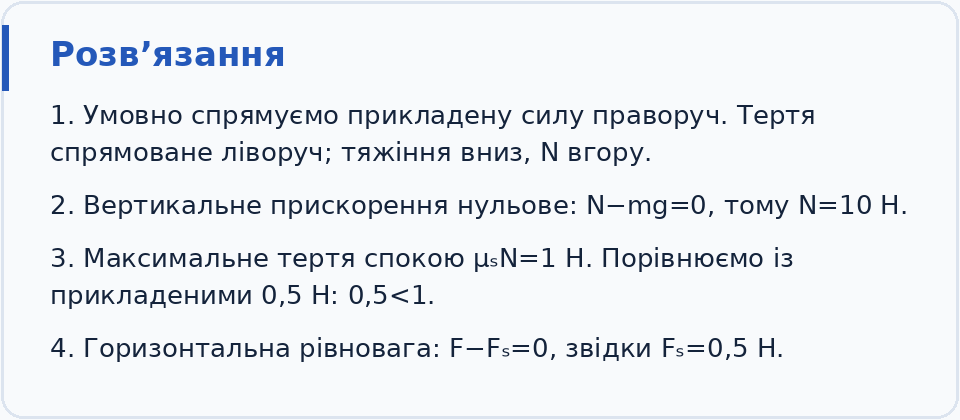 Розв’язання
1. Умовно спрямуємо прикладену силу праворуч. Тертя
спрямоване ліворуч; тяжіння вниз, N вгору.
2. Вертикальне прискорення нульове: N−mg=0, тому N=10 Н.
3. Максимальне тертя спокою μₛN=1 Н. Порівнюємо із
прикладеними 0,5 Н: 0,5<1.
4. Горизонтальна рівновага: F−Fₛ=0, звідки Fₛ=0,5 Н.